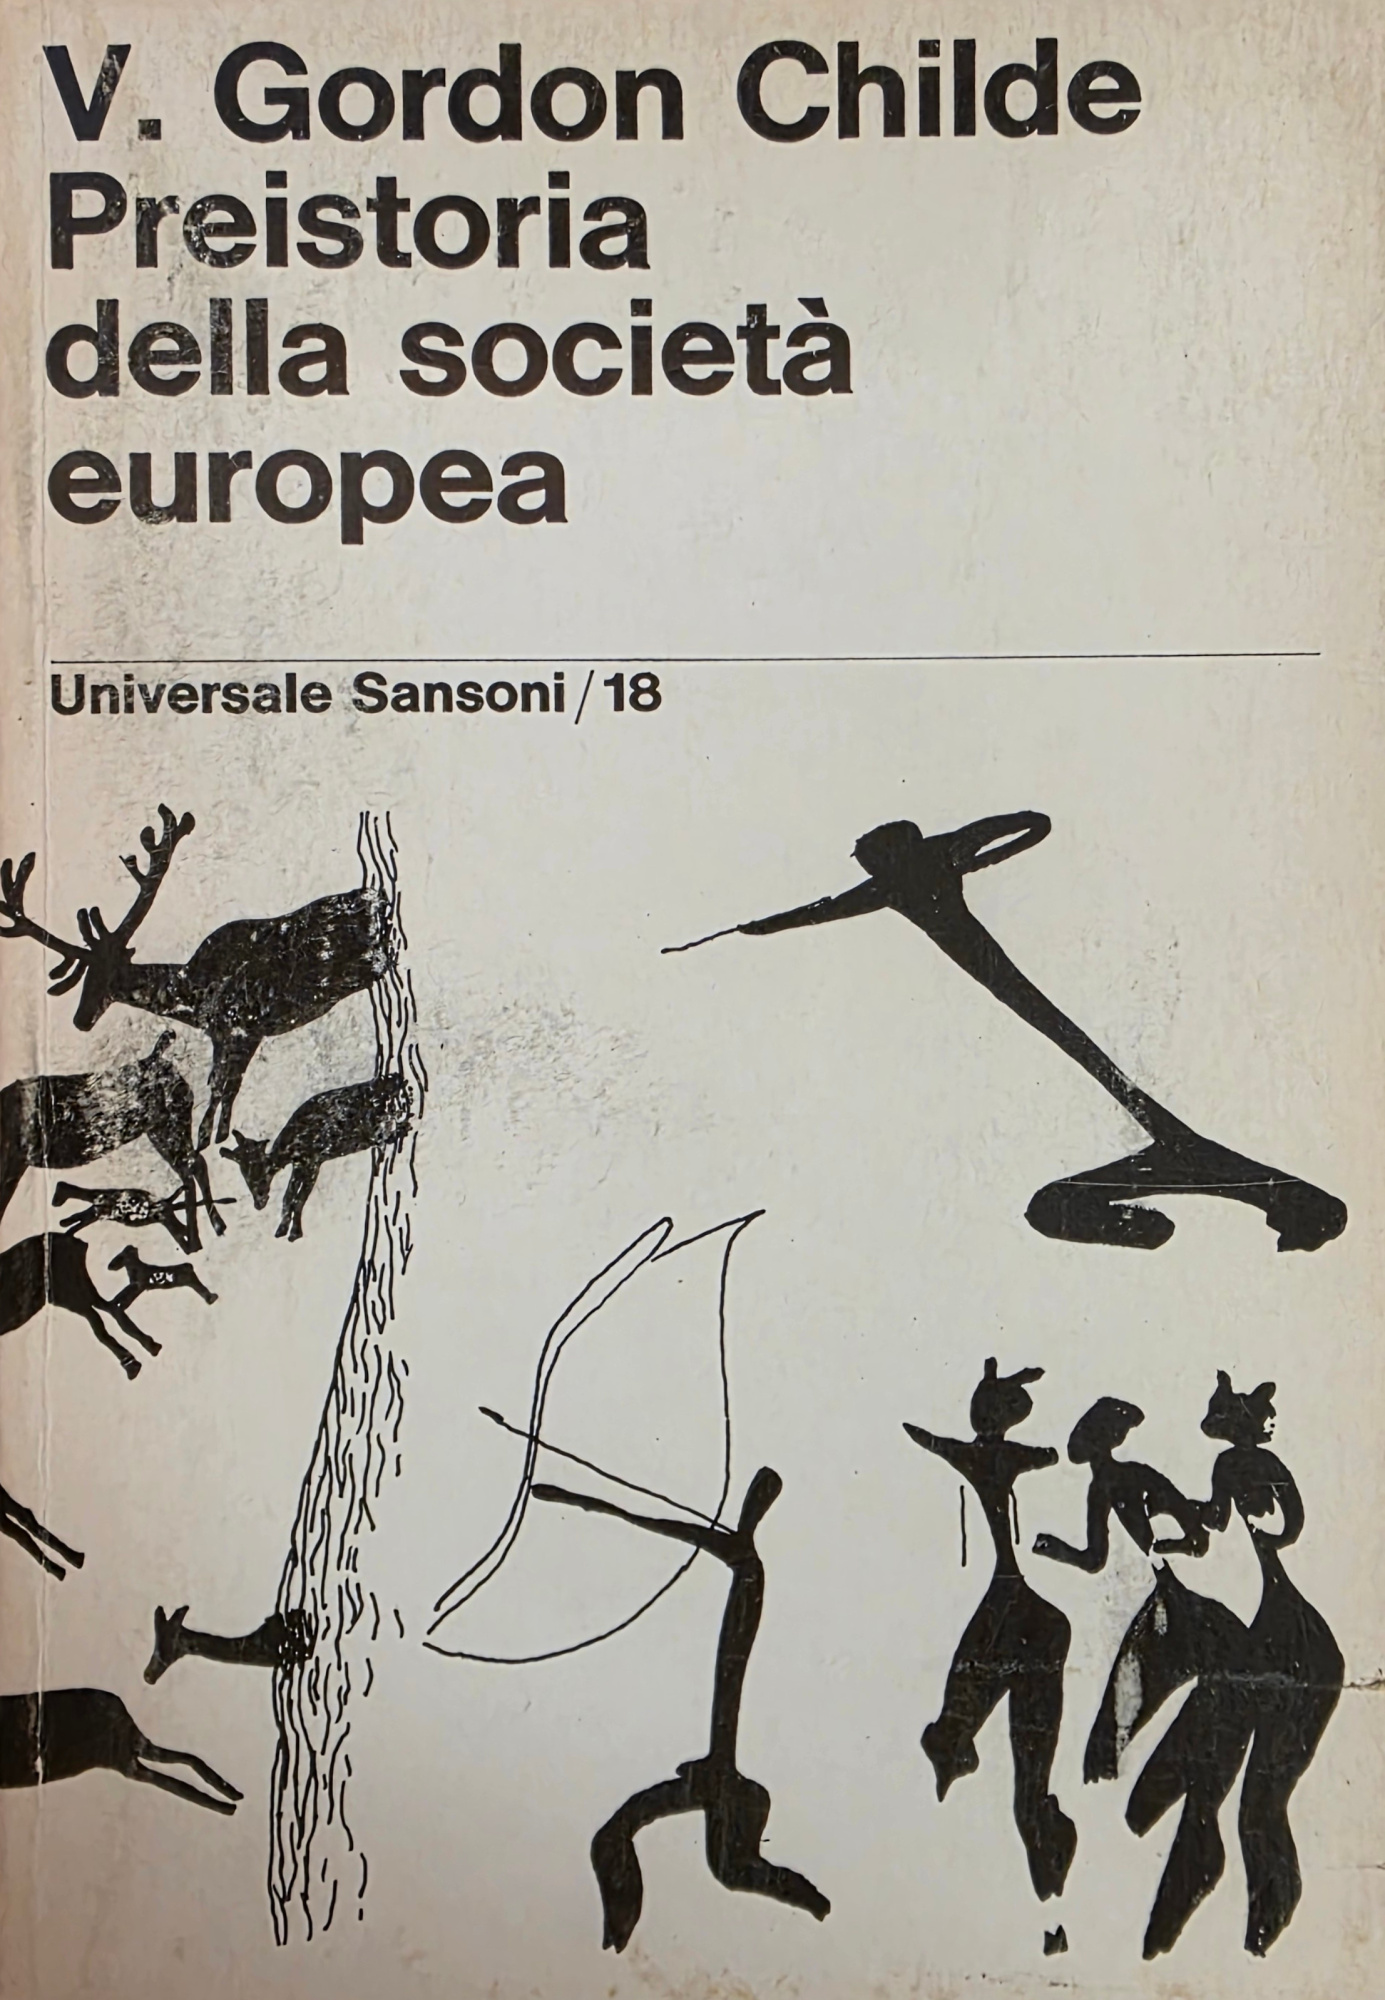 V. Gordon Childe
Preistoria
della società
europea
Universale Sansoni/18